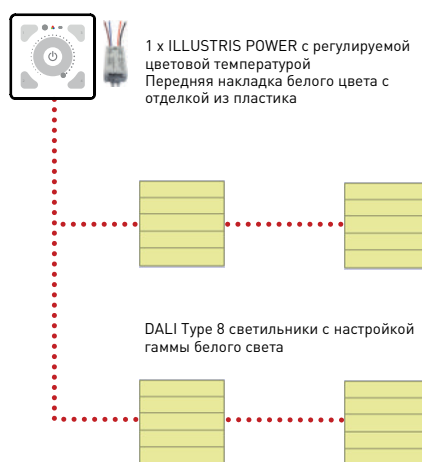 1 x ILLUSTRIS POWER с регулируемой
цветовой температурой
Передняя накладка белого цвета с
отделкой из пластика
DALI Type 8 светильники с настройкой
гаммы белого света